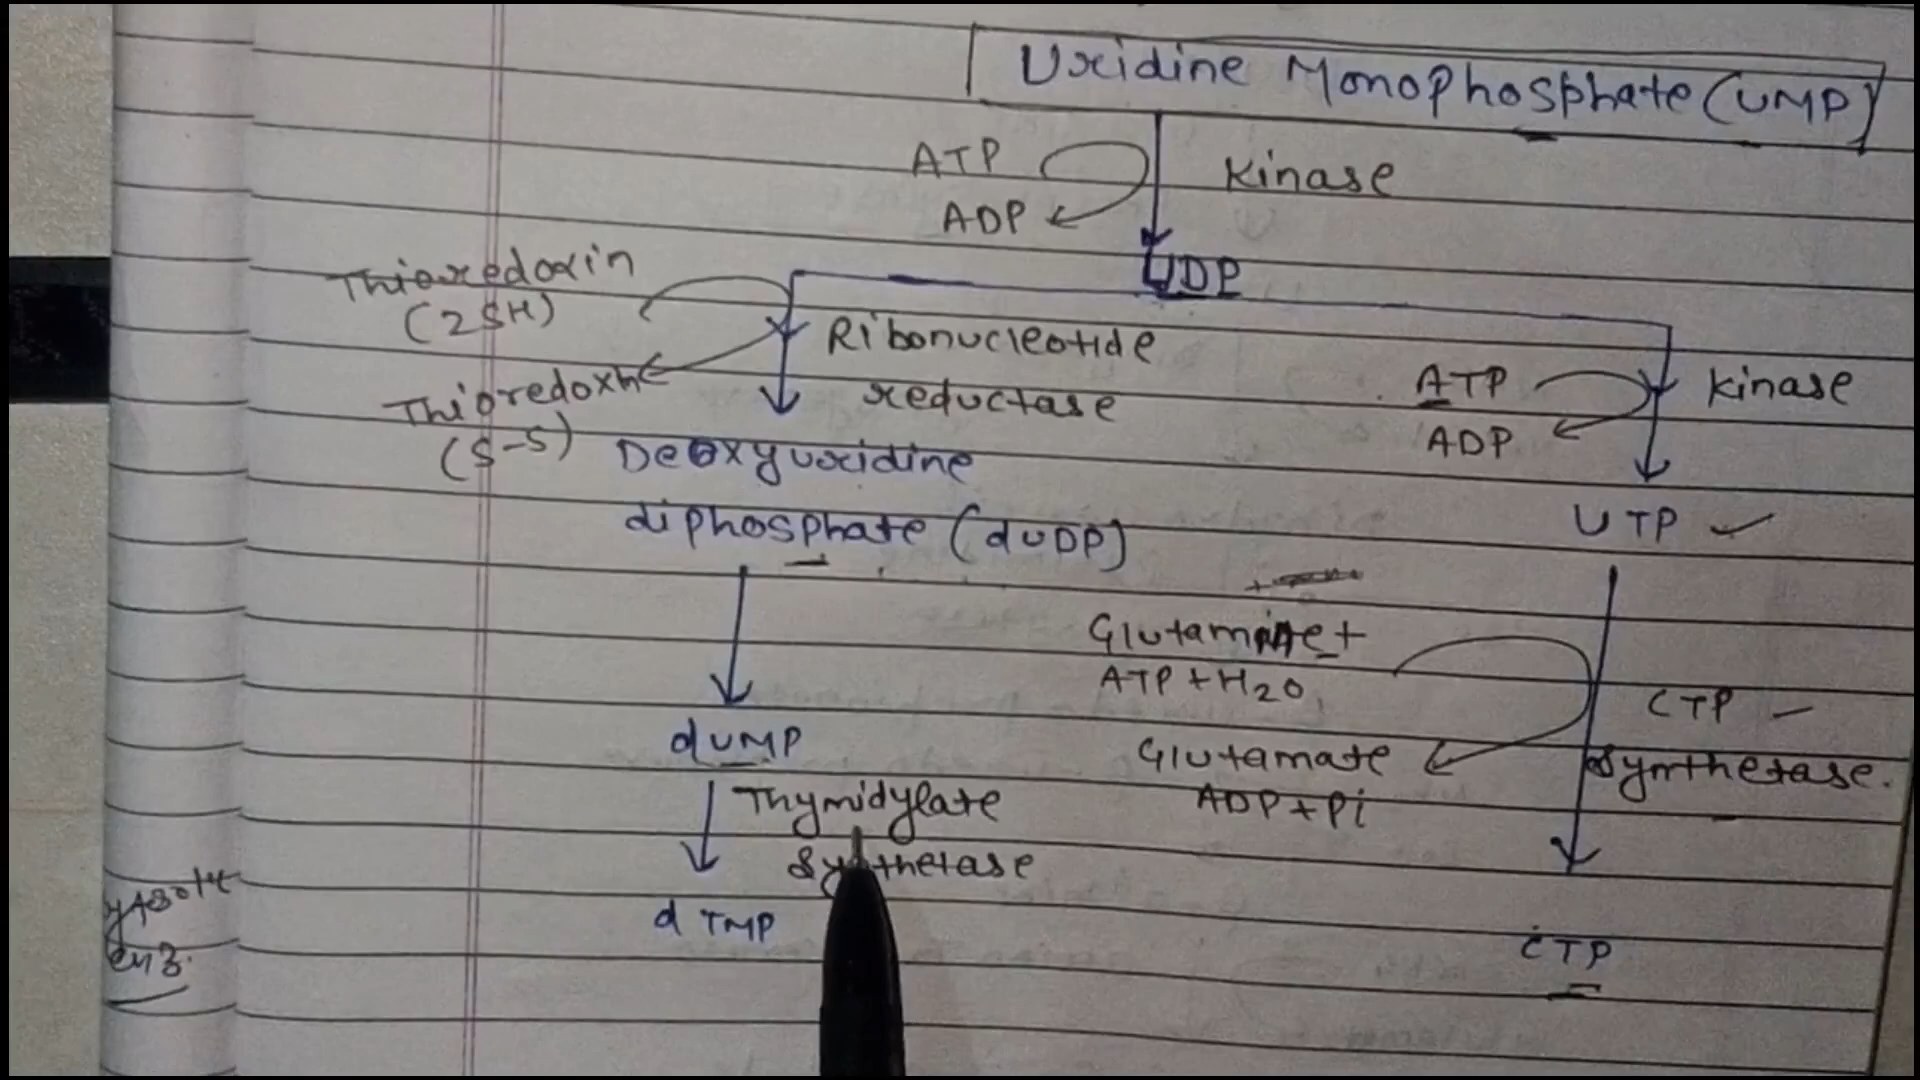 Uridine Monophosphate (UMP)
ATP
Kinase
ADP
UDP
Thioredoxin
(2SH)
Ribonucleotide
reductase
Thioredoxin
(S-S)
ATP
Kinase
ADP
Deoxyuridine
diphosphate (dUDP)
UTP
Glutamine +
ATP + H2O
CTP
Synthetase.
Glutamate
ADP + Pi
dUMP
Thymidylate
Synthetase
dTMP
CTP